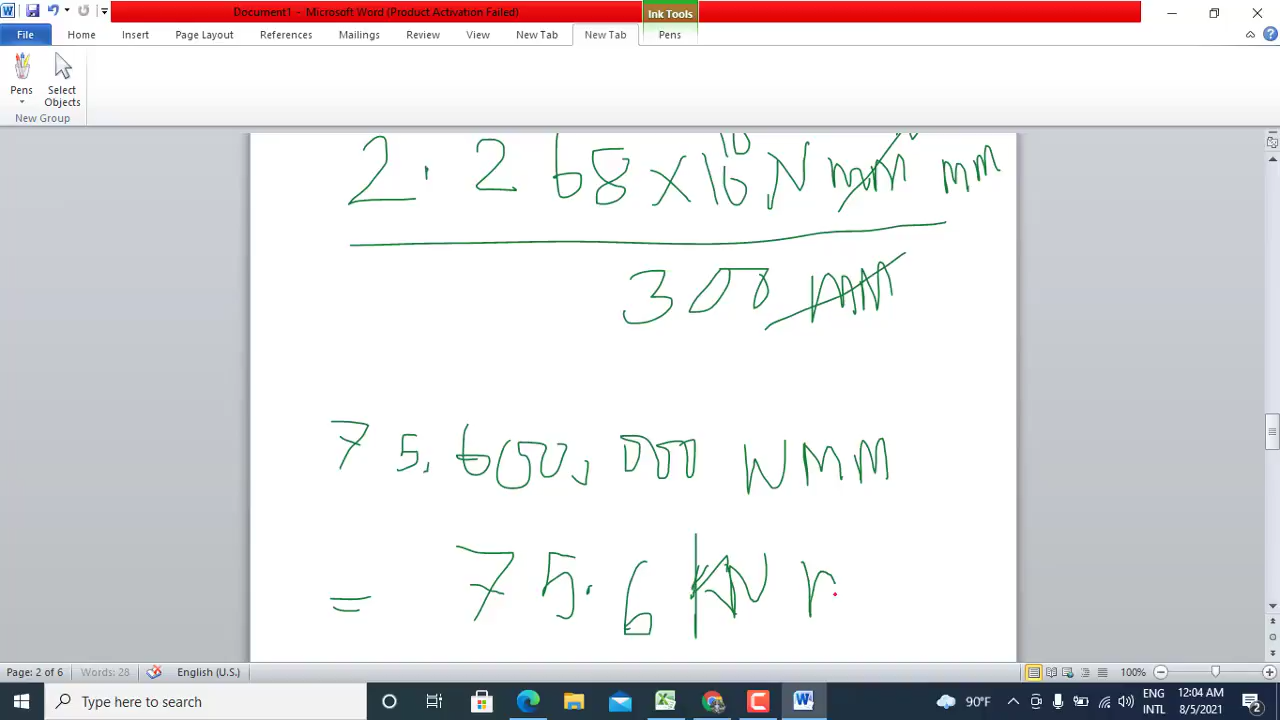 Document1 - Microsoft Word (Product Activation Failed)
Ink Tools
File Home Insert Page Layout References Mailings Review View New Tab New Tab Pens
Pens
Select Objects
New Group
2.268x10^10 N mm mm
300 mm
75,600,000 NMM
= 75.6 KN
Page: 2 of 6 Words: 28 English (U.S.) 100%
Type here to search
90°F
ENG
INTL
12:04 AM
8/5/2021
2